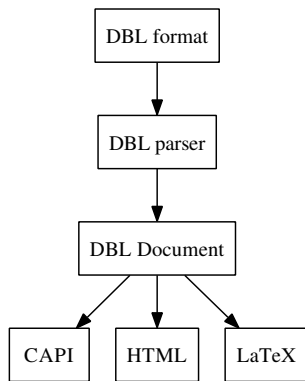 DBL format
DBL parser
DBL Document
CAPI HTML LaTeX